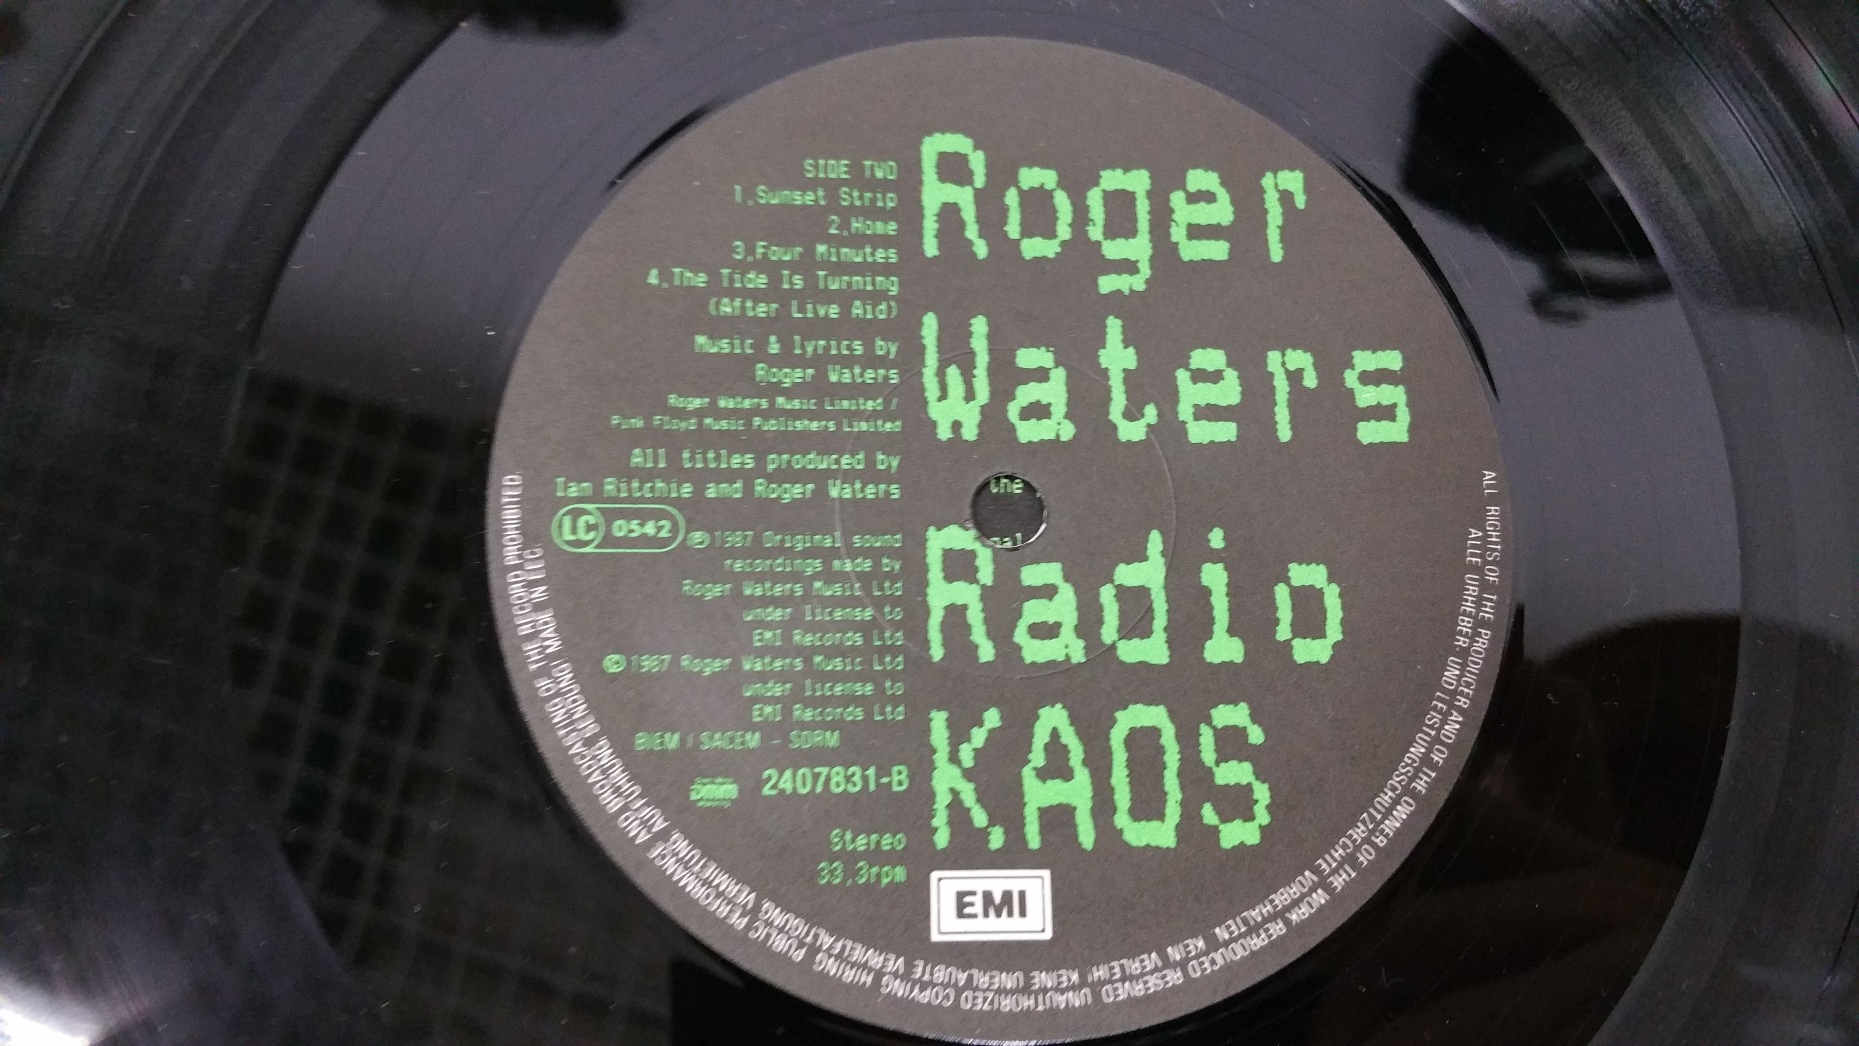 SIDE TWO
1.Sunset Strip
2.Home
3.Four Minutes
4.The Tide Is Turning
(After Live Aid)
Music & lyrics by
Roger Waters
Roger Waters Music Limited /
Pink Floyd Music Publishers Limited
All titles produced by
Ian Ritchie and Roger Waters
LC 0542
℗1987 Original sound
recordings made by
Roger Waters Music Ltd
under license to
EMI Records Ltd
©1987 Roger Waters Music Ltd
under license to
EMI Records Ltd
BIEM / SACEM - SDRM
dmm
2407831-B
Stereo
33.3rpm
Roger
Waters
Radio
KAOS
EMI
the
ALL RIGHTS OF THE PRODUCER AND OF THE OWNER OF THE WORK REPRODUCED RESERVED. UNAUTHORIZED COPYING, HIRING, PUBLIC PERFORMANCE AND BROADCASTING OF THE RECORD PROHIBITED.
ALLE URHEBER- UND LEISTUNGSSCHUTZRECHTE VORBEHALTEN. KEIN VERLEIH! KEINE UNERLAUBTE VERVIELFÄLTIGUNG, VERMIETUNG, AUFFÜHRUNG, SENDUNG! MADE IN EEC.